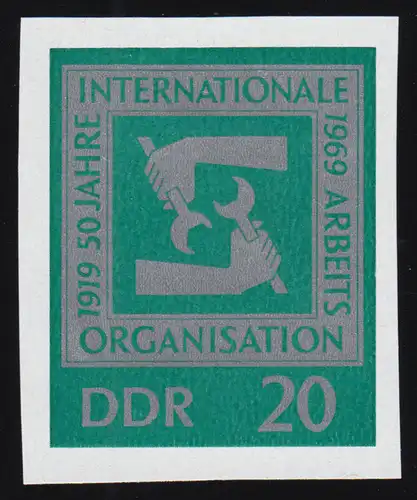 INTERNATIONALE
1919 50 JAHRE
1969 ARBEITS
ORGANISATION
DDR 20